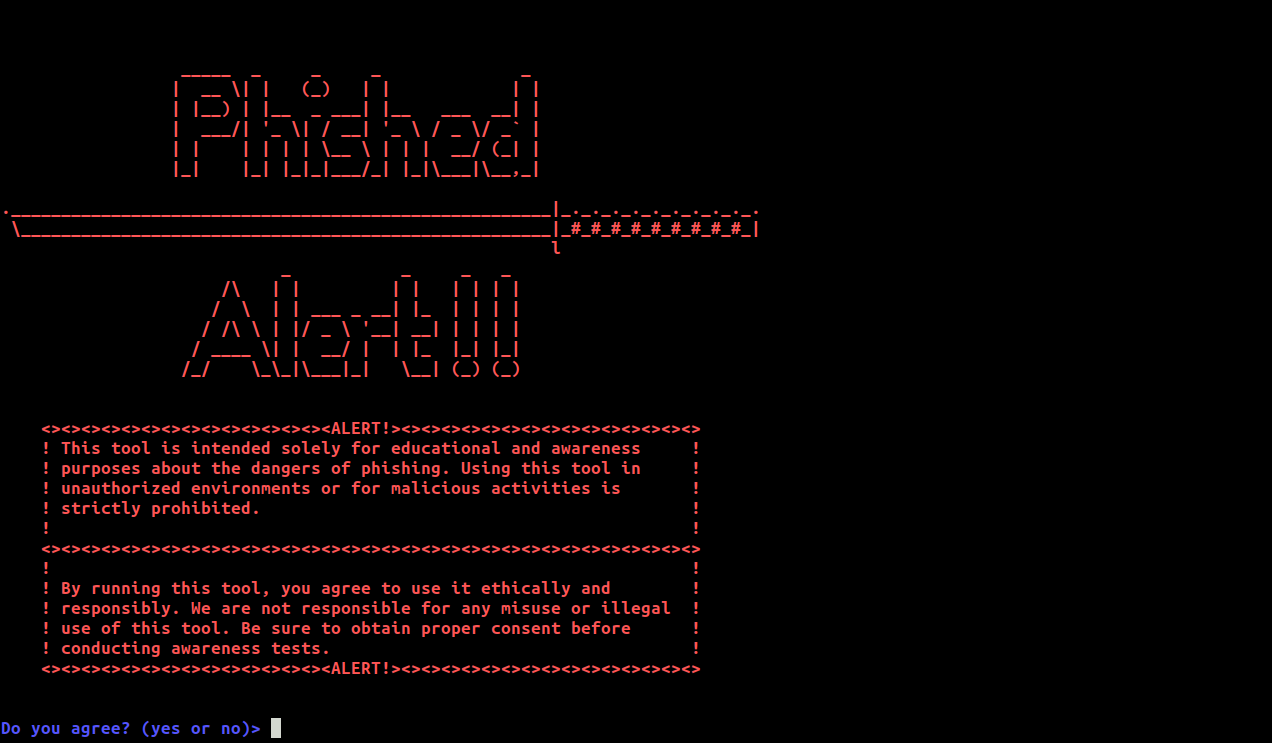 Phished
Alert!!
<><><><><><><><><><><><><><<ALERT!><><><><><><><><><><><><><><><>
! This tool is intended solely for educational and awareness !
! purposes about the dangers of phishing. Using this tool in !
! unauthorized environments or for malicious activities is !
! strictly prohibited. !
! !
<><><><><><><><><><><><><><><><><><><><><><><><><><><><><><><><><>
! !
! By running this tool, you agree to use it ethically and !
! responsibly. We are not responsible for any misuse or illegal !
! use of this tool. Be sure to obtain proper consent before !
! conducting awareness tests. !
<><><><><><><><><><><><><><<ALERT!><><><><><><><><><><><><><><><>
Do you agree? (yes or no)>